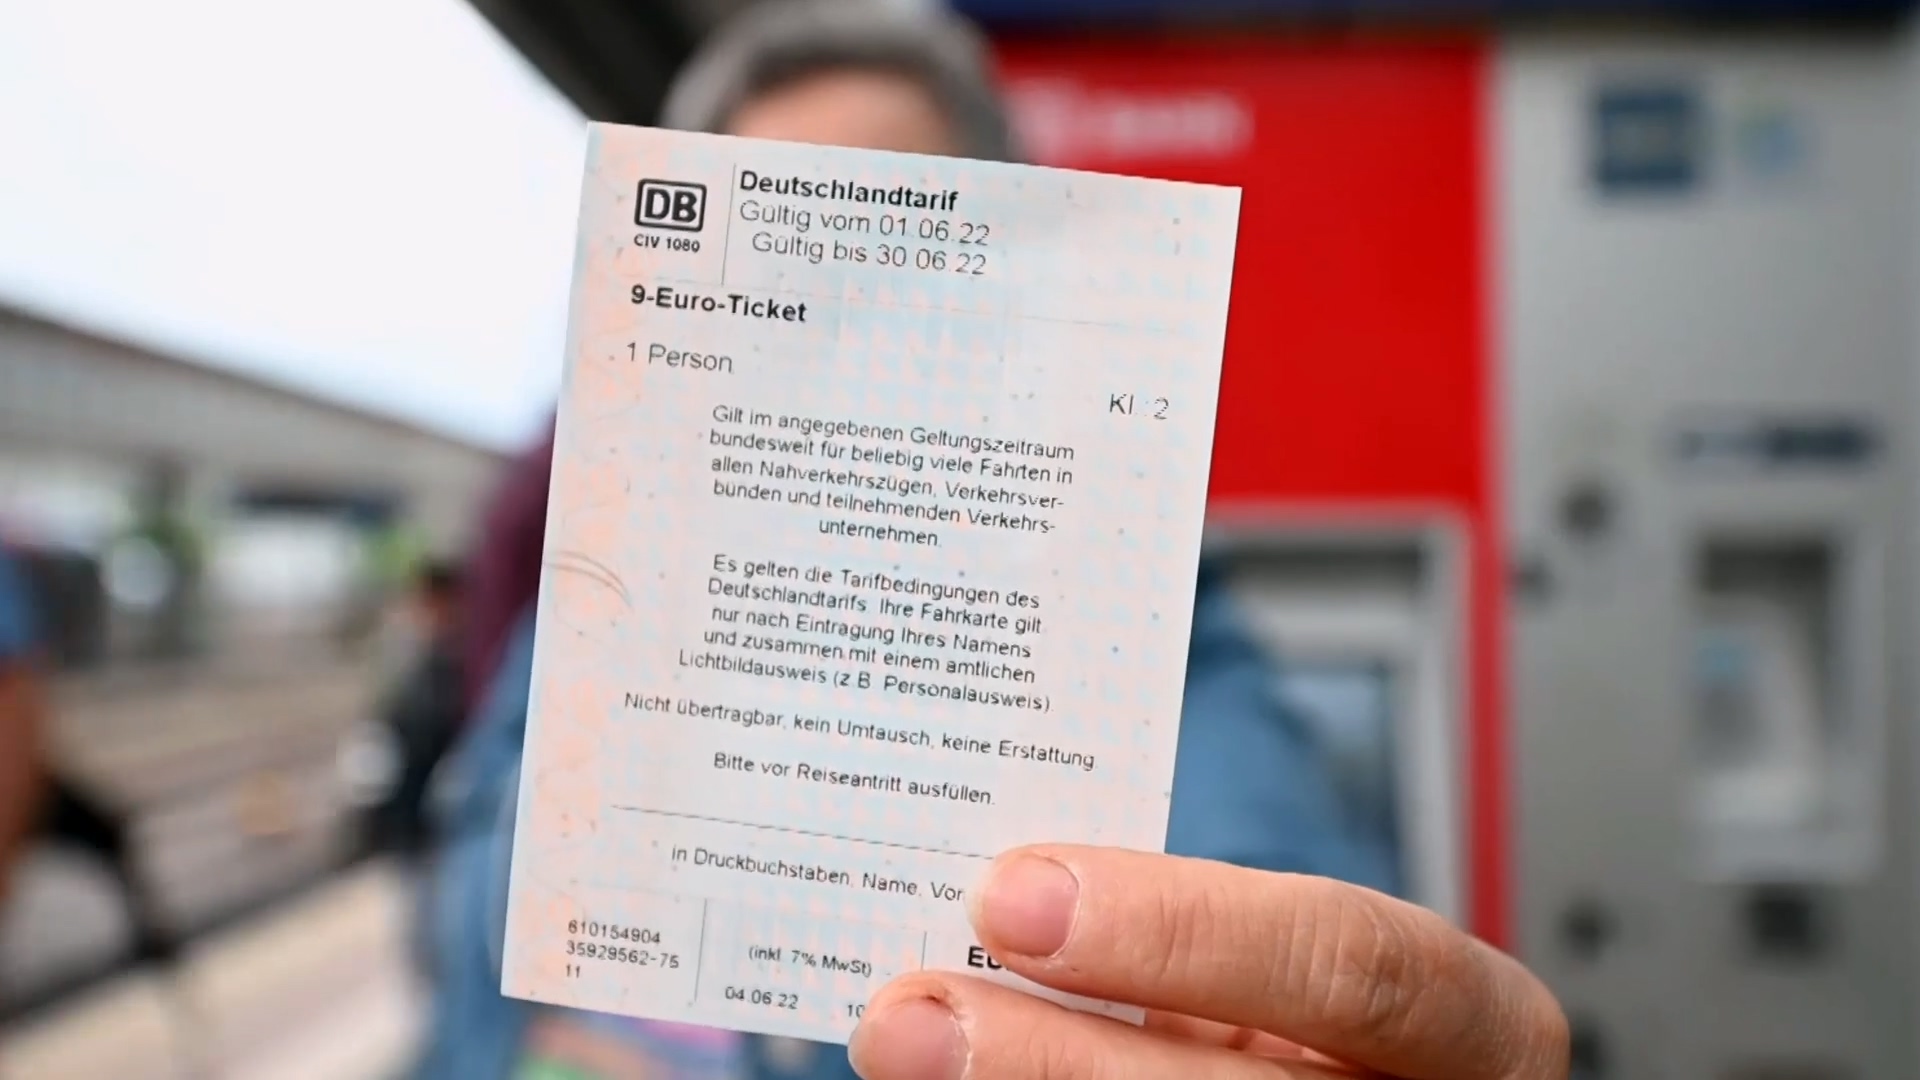 DB
CIV 1080
Deutschlandtarif
Gültig vom 01.06.22
Gültig bis 30.06.22
9-Euro-Ticket
1 Person
Kl.: 2
Gilt im angegebenen Geltungszeitraum
bundesweit für beliebig viele Fahrten in
allen Nahverkehrszügen, Verkehrsver-
bünden und teilnehmenden Verkehrs-
unternehmen.
Es gelten die Tarifbedingungen des
Deutschlandtarifs. Ihre Fahrkarte gilt
nur nach Eintragung Ihres Namens
und zusammen mit einem amtlichen
Lichtbildausweis (z.B. Personalausweis).
Nicht übertragbar, kein Umtausch, keine Erstattung.
Bitte vor Reiseantritt ausfüllen.
in Druckbuchstaben, Name, Vor
610154904
35929562-75
11
(inkl. 7% MwSt)
04.06.22
10